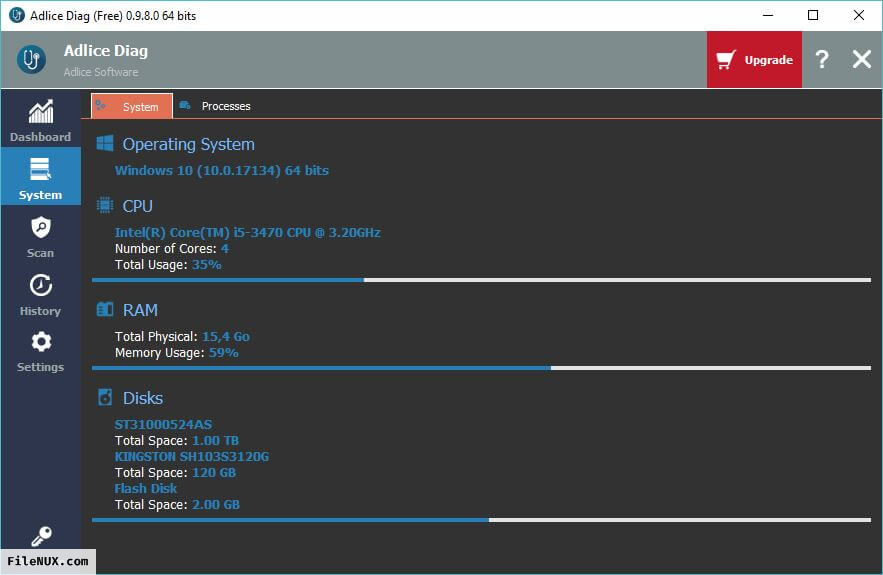 Adlice Diag (Free) 0.9.8.0 64 bits
Adlice Diag
Adlice Software
Upgrade
?
System Processes
Dashboard
System
Scan
History
Settings
Operating System
Windows 10 (10.0.17134) 64 bits
CPU
Intel(R) Core(TM) i5-3470 CPU @ 3.20GHz
Number of Cores: 4
Total Usage: 35%
RAM
Total Physical: 15,4 Go
Memory Usage: 59%
Disks
ST31000524AS
Total Space: 1.00 TB
KINGSTON SH103S3120G
Total Space: 120 GB
Flash Disk
Total Space: 2.00 GB
FileNUX.com